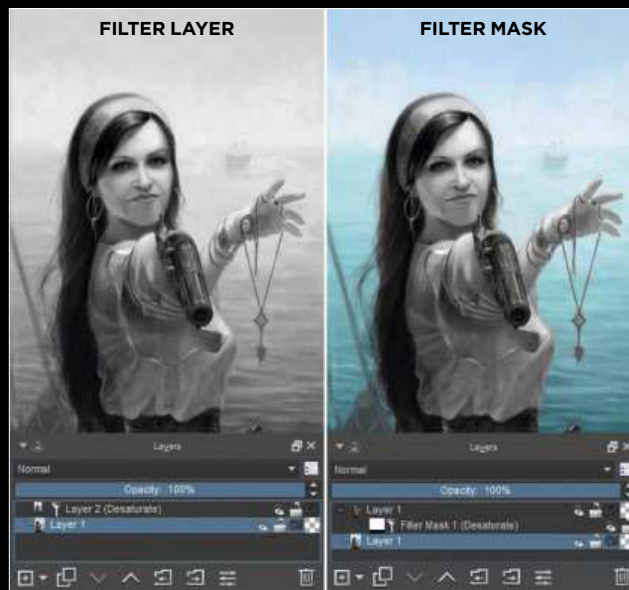 FILTER LAYER
FILTER MASK
Layers
Normal
Opacity: 100%
Layer 2 (Desaturate)
Layer 1
Layers
Normal
Opacity: 100%
Layer 1
Filter Mask 1 (Desaturate)
Layer 1